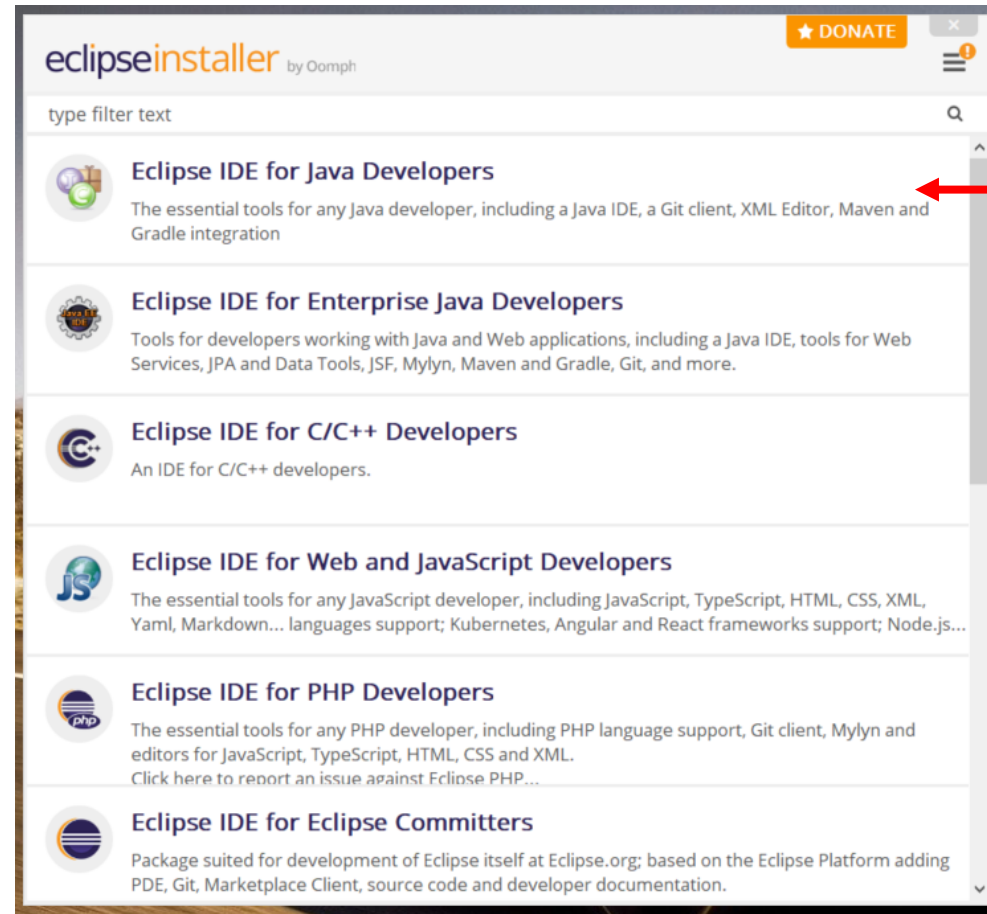 ★ DONATE
eclipseinstaller by Oomph
type filter text
Eclipse IDE for Java Developers
The essential tools for any Java developer, including a Java IDE, a Git client, XML Editor, Maven and
Gradle integration
Java EE
IDE
Eclipse IDE for Enterprise Java Developers
Tools for developers working with Java and Web applications, including a Java IDE, tools for Web
Services, JPA and Data Tools, JSF, Mylyn, Maven and Gradle, Git, and more.
C++
Eclipse IDE for C/C++ Developers
An IDE for C/C++ developers.
JS
Eclipse IDE for Web and JavaScript Developers
The essential tools for any JavaScript developer, including JavaScript, TypeScript, HTML, CSS, XML,
Yaml, Markdown... languages support; Kubernetes, Angular and React frameworks support; Node.js...
php
Eclipse IDE for PHP Developers
The essential tools for any PHP developer, including PHP language support, Git client, Mylyn and
editors for JavaScript, TypeScript, HTML, CSS and XML.
Click here to report an issue against Eclipse PHP...
Eclipse IDE for Eclipse Committers
Package suited for development of Eclipse itself at Eclipse.org; based on the Eclipse Platform adding
PDE, Git, Marketplace Client, source code and developer documentation.